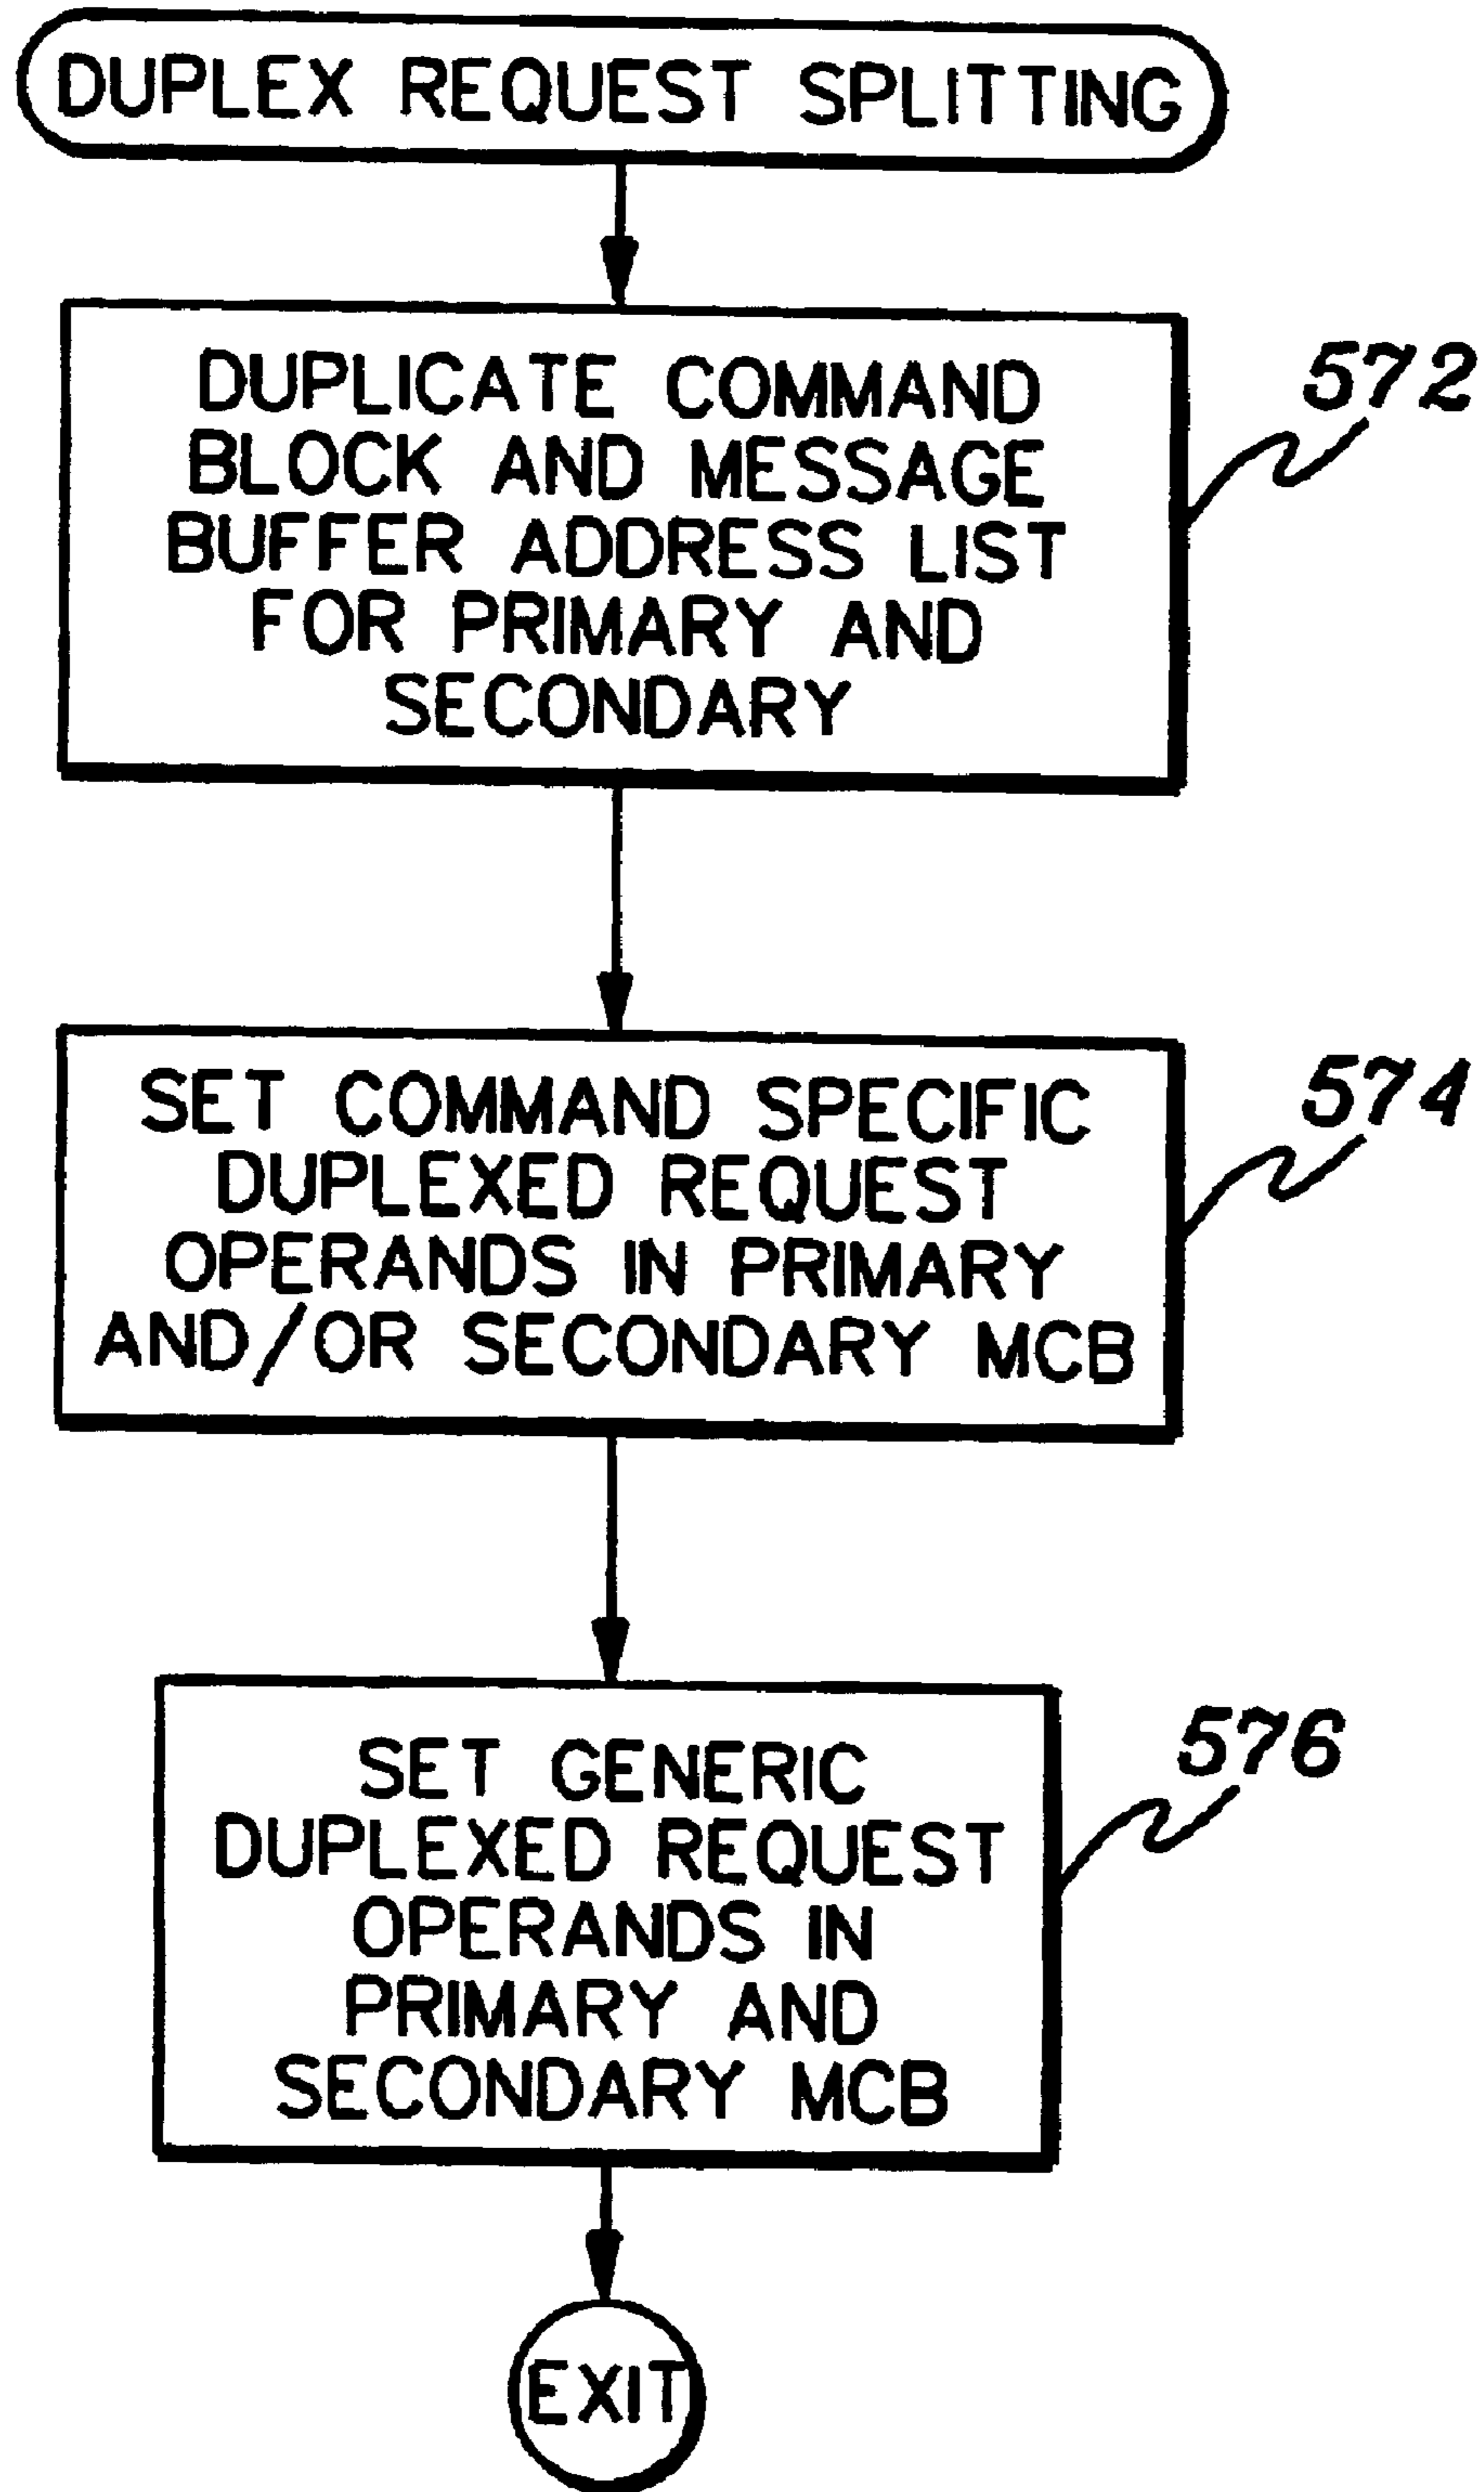 DUPLEX REQUEST SPLITTING
DUPLICATE COMMAND
BLOCK AND MESSAGE
BUFFER ADDRESS LIST
FOR PRIMARY AND
SECONDARY
572
SET COMMAND SPECIFIC
DUPLEXED REQUEST
OPERANDS IN PRIMARY
AND/OR SECONDARY MCB
574
SET GENERIC
DUPLEXED REQUEST
OPERANDS IN
PRIMARY AND
SECONDARY MCB
576
EXIT